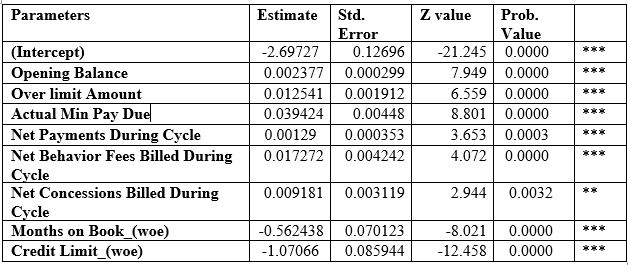 Parameters Estimate Std. Error Z value Prob. Value
(Intercept) -2.69727 0.12696 -21.245 0.0000 ***
Opening Balance 0.002377 0.000299 7.949 0.0000 ***
Over limit Amount 0.012541 0.001912 6.559 0.0000 ***
Actual Min Pay Due 0.039424 0.00448 8.801 0.0000 ***
Net Payments During Cycle 0.00129 0.000353 3.653 0.0003 ***
Net Behavior Fees Billed During Cycle 0.017272 0.004242 4.072 0.0000 ***
Net Concessions Billed During Cycle 0.009181 0.003119 2.944 0.0032 **
Months on Book_(woe) -0.562438 0.070123 -8.021 0.0000 ***
Credit Limit_(woe) -1.07066 0.085944 -12.458 0.0000 ***